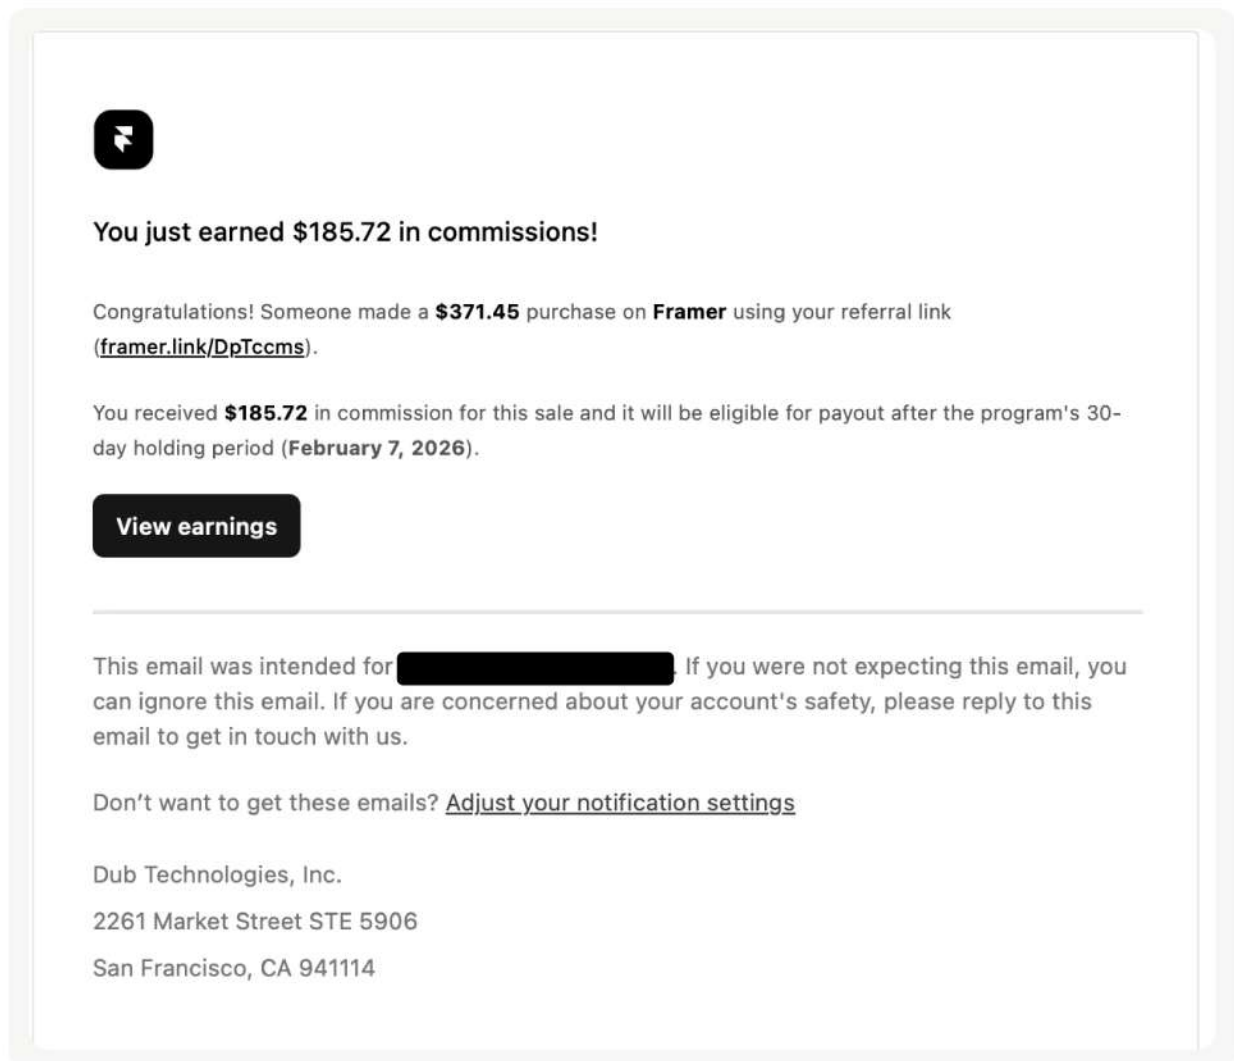 You just earned $185.72 in commissions!
Congratulations! Someone made a $371.45 purchase on Framer using your referral link
(framer.link/DpTccms).
You received $185.72 in commission for this sale and it will be eligible for payout after the program's 30-
day holding period (February 7, 2026).
View earnings
This email was intended for . If you were not expecting this email, you
can ignore this email. If you are concerned about your account's safety, please reply to this
email to get in touch with us.
Don’t want to get these emails? Adjust your notification settings
Dub Technologies, Inc.
2261 Market Street STE 5906
San Francisco, CA 941114